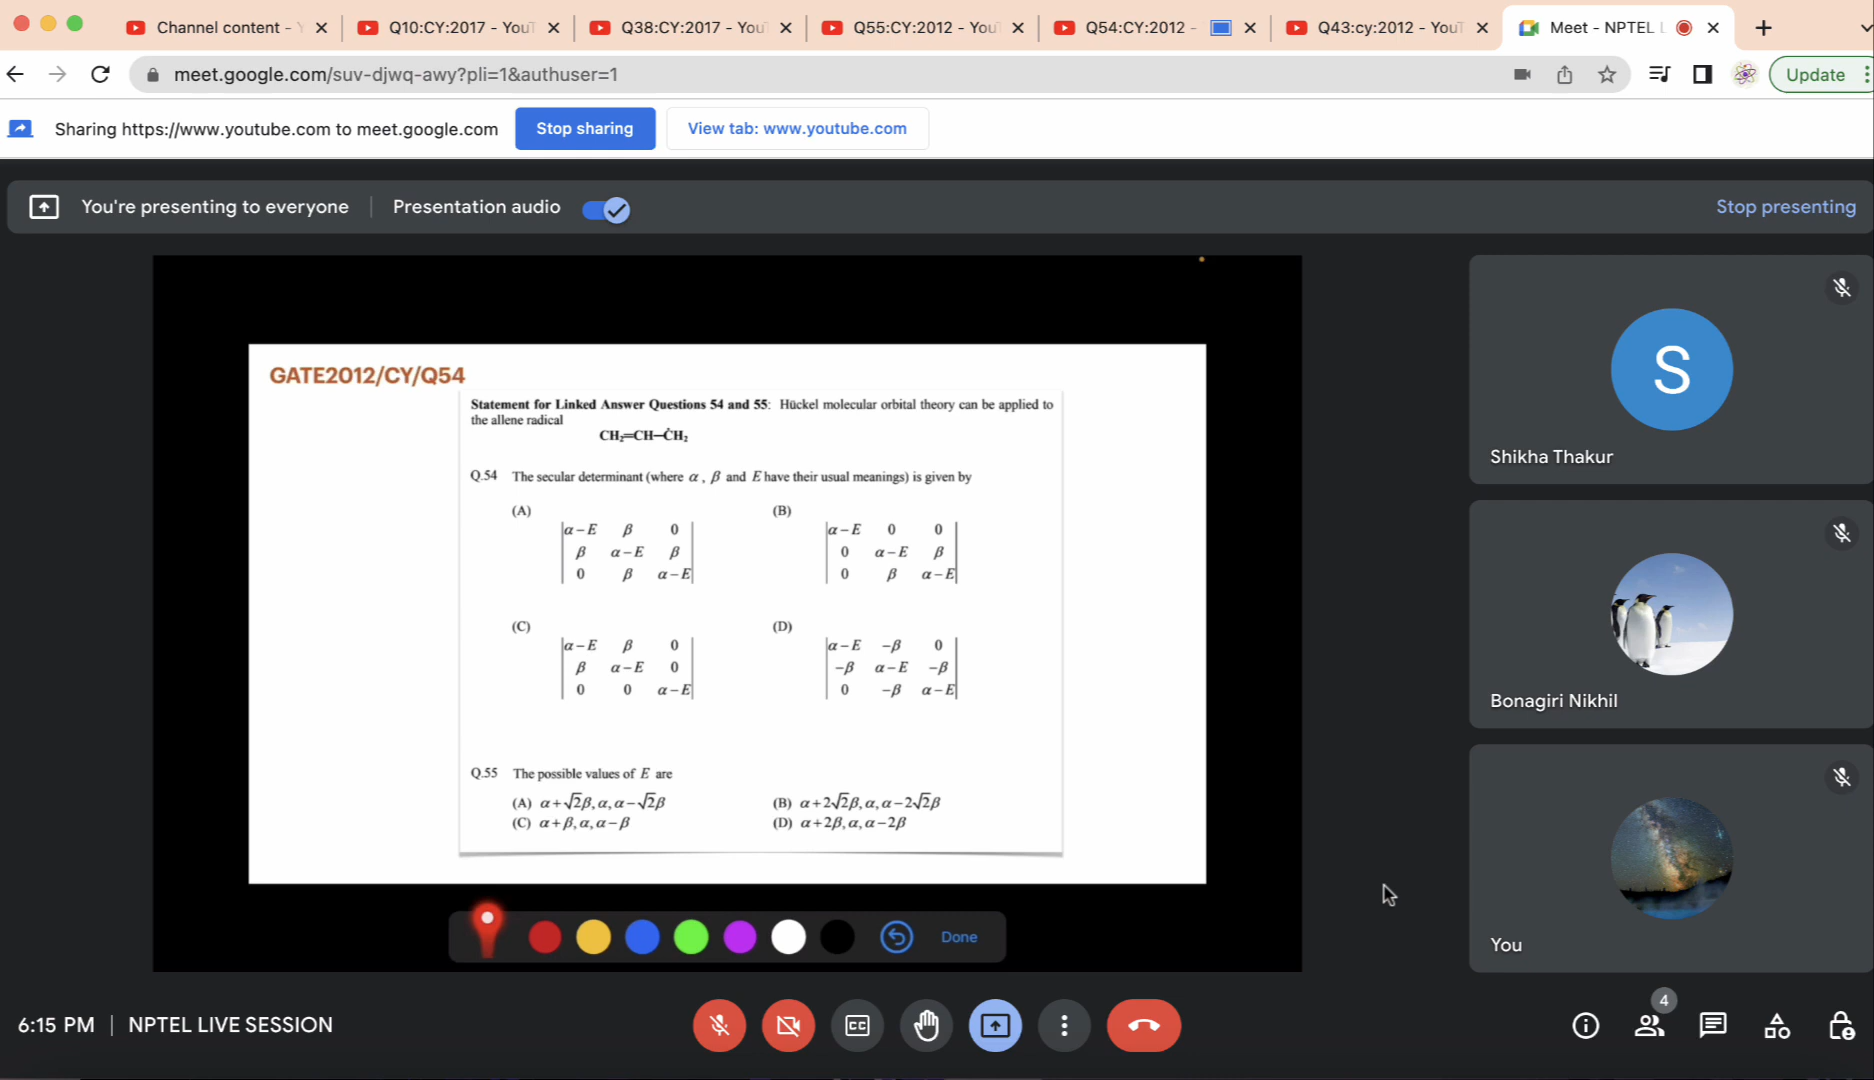 Channel content - Y
Q10:CY:2017 - YouT
Q38:CY:2017 - YouT
Q55:CY:2012 - YouT
Q54:CY:2012 -
Q43:cy:2012 - YouT
Meet - NPTEL L
meet.google.com/suv-djwq-awy?pli=1&authuser=1
Update
Sharing https://www.youtube.com to meet.google.com
Stop sharing
View tab: www.youtube.com
You're presenting to everyone
Presentation audio
Stop presenting
GATE2012/CY/Q54
Statement for Linked Answer Questions 54 and 55: Hückel molecular orbital theory can be applied to
the allene radical
CH₂=CH—ĊH₂
Q.54 The secular determinant (where α , β and E have their usual meanings) is given by
(A)
α−E β 0
β α−E β
0 β α−E
(B)
α−E 0 0
0 α−E β
0 β α−E
(C)
α−E β 0
β α−E 0
0 0 α−E
(D)
α−E −β 0
−β α−E −β
0 −β α−E
Q.55 The possible values of E are
(A) α+√2β, α, α−√2β
(B) α+2√2β, α, α−2√2β
(C) α+β, α, α−β
(D) α+2β, α, α−2β
Done
S
Shikha Thakur
Bonagiri Nikhil
You
6:15 PM | NPTEL LIVE SESSION
CC
4